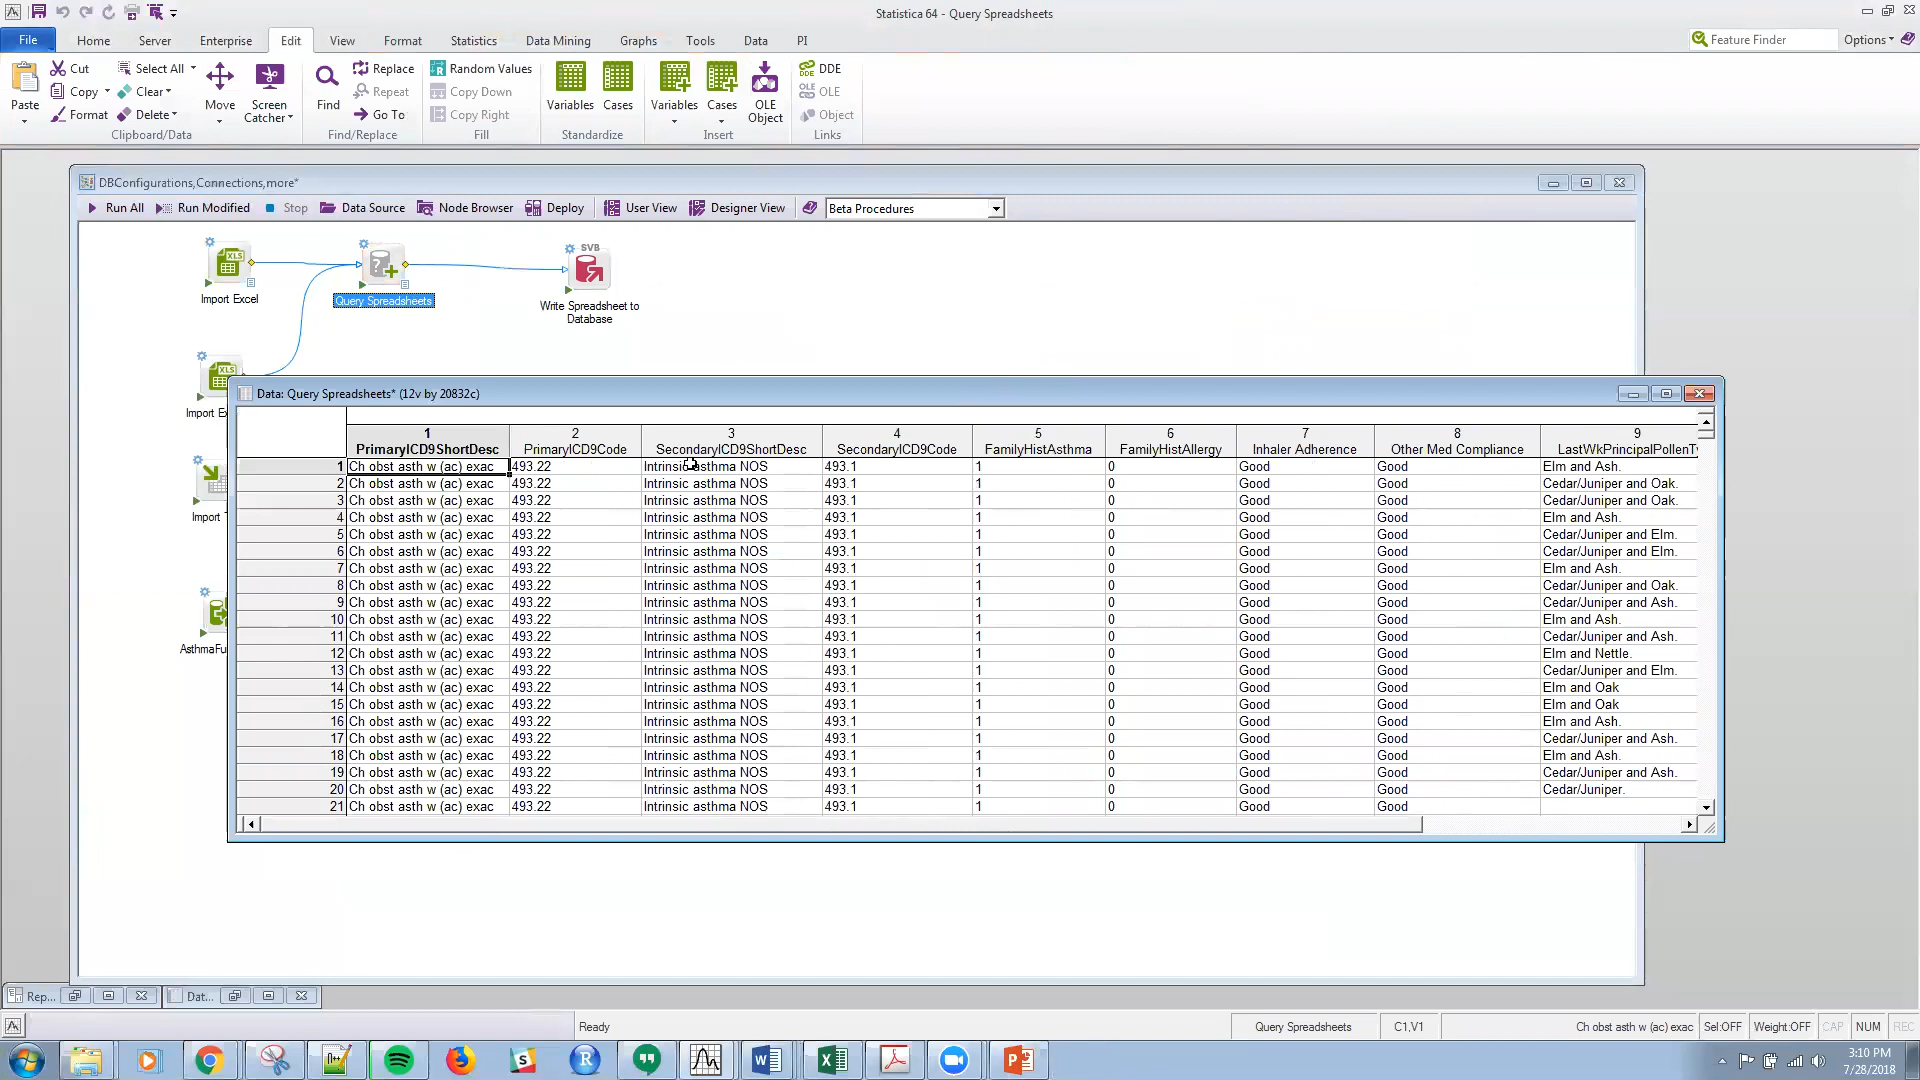 Statistica 64 - Query Spreadsheets
File Home Server Enterprise Edit View Format Statistics Data Mining Graphs Tools Data PI Feature Finder Options
Paste Cut Copy Format Select All Clear Delete Move Screen Catcher Find Replace Repeat Go To Random Values Copy Down Copy Right Variables Cases Variables Cases OLE Object DDE OLE Object
Clipboard/Data Find/Replace Fill Standardize Insert Links
DBConfigurations,Connections,more*
Run All Run Modified Stop Data Source Node Browser Deploy User View Designer View Beta Procedures
XLS ? SVB
Import Excel Query Spreadsheets Write Spreadsheet to Database
XLS
Import
AsthmaFu
Data: Query Spreadsheets* (12v by 20832c)
1 2 3 4 5 6 7 8 9
PrimaryICD9ShortDesc PrimaryICD9Code SecondaryICD9ShortDesc SecondaryICD9Code FamilyHistAsthma FamilyHistAllergy Inhaler Adherence Other Med Compliance LastWkPrincipalPollenTy
1 Ch obst asth w (ac) exac 493.22 Intrinsic asthma NOS 493.1 1 0 Good Good Elm and Ash.
2 Ch obst asth w (ac) exac 493.22 Intrinsic asthma NOS 493.1 1 0 Good Good Cedar/Juniper and Oak.
3 Ch obst asth w (ac) exac 493.22 Intrinsic asthma NOS 493.1 1 0 Good Good Cedar/Juniper and Oak.
4 Ch obst asth w (ac) exac 493.22 Intrinsic asthma NOS 493.1 1 0 Good Good Elm and Ash.
5 Ch obst asth w (ac) exac 493.22 Intrinsic asthma NOS 493.1 1 0 Good Good Cedar/Juniper and Elm.
6 Ch obst asth w (ac) exac 493.22 Intrinsic asthma NOS 493.1 1 0 Good Good Cedar/Juniper and Elm.
7 Ch obst asth w (ac) exac 493.22 Intrinsic asthma NOS 493.1 1 0 Good Good Elm and Ash.
8 Ch obst asth w (ac) exac 493.22 Intrinsic asthma NOS 493.1 1 0 Good Good Cedar/Juniper and Oak.
9 Ch obst asth w (ac) exac 493.22 Intrinsic asthma NOS 493.1 1 0 Good Good Cedar/Juniper and Ash.
10 Ch obst asth w (ac) exac 493.22 Intrinsic asthma NOS 493.1 1 0 Good Good Elm and Ash.
11 Ch obst asth w (ac) exac 493.22 Intrinsic asthma NOS 493.1 1 0 Good Good Cedar/Juniper and Ash.
12 Ch obst asth w (ac) exac 493.22 Intrinsic asthma NOS 493.1 1 0 Good Good Elm and Nettle.
13 Ch obst asth w (ac) exac 493.22 Intrinsic asthma NOS 493.1 1 0 Good Good Cedar/Juniper and Elm.
14 Ch obst asth w (ac) exac 493.22 Intrinsic asthma NOS 493.1 1 0 Good Good Elm and Oak
15 Ch obst asth w (ac) exac 493.22 Intrinsic asthma NOS 493.1 1 0 Good Good Elm and Oak
16 Ch obst asth w (ac) exac 493.22 Intrinsic asthma NOS 493.1 1 0 Good Good Elm and Ash.
17 Ch obst asth w (ac) exac 493.22 Intrinsic asthma NOS 493.1 1 0 Good Good Cedar/Juniper and Ash.
18 Ch obst asth w (ac) exac 493.22 Intrinsic asthma NOS 493.1 1 0 Good Good Elm and Ash.
19 Ch obst asth w (ac) exac 493.22 Intrinsic asthma NOS 493.1 1 0 Good Good Cedar/Juniper and Ash.
20 Ch obst asth w (ac) exac 493.22 Intrinsic asthma NOS 493.1 1 0 Good Good Cedar/Juniper.
21 Ch obst asth w (ac) exac 493.22 Intrinsic asthma NOS 493.1 1 0 Good Good
Rep... Dat...
Ready Query Spreadsheets C1,V1 Ch obst asth w (ac) exac Sel:OFF Weight:OFF CAP NUM REC
3:10 PM
7/28/2018